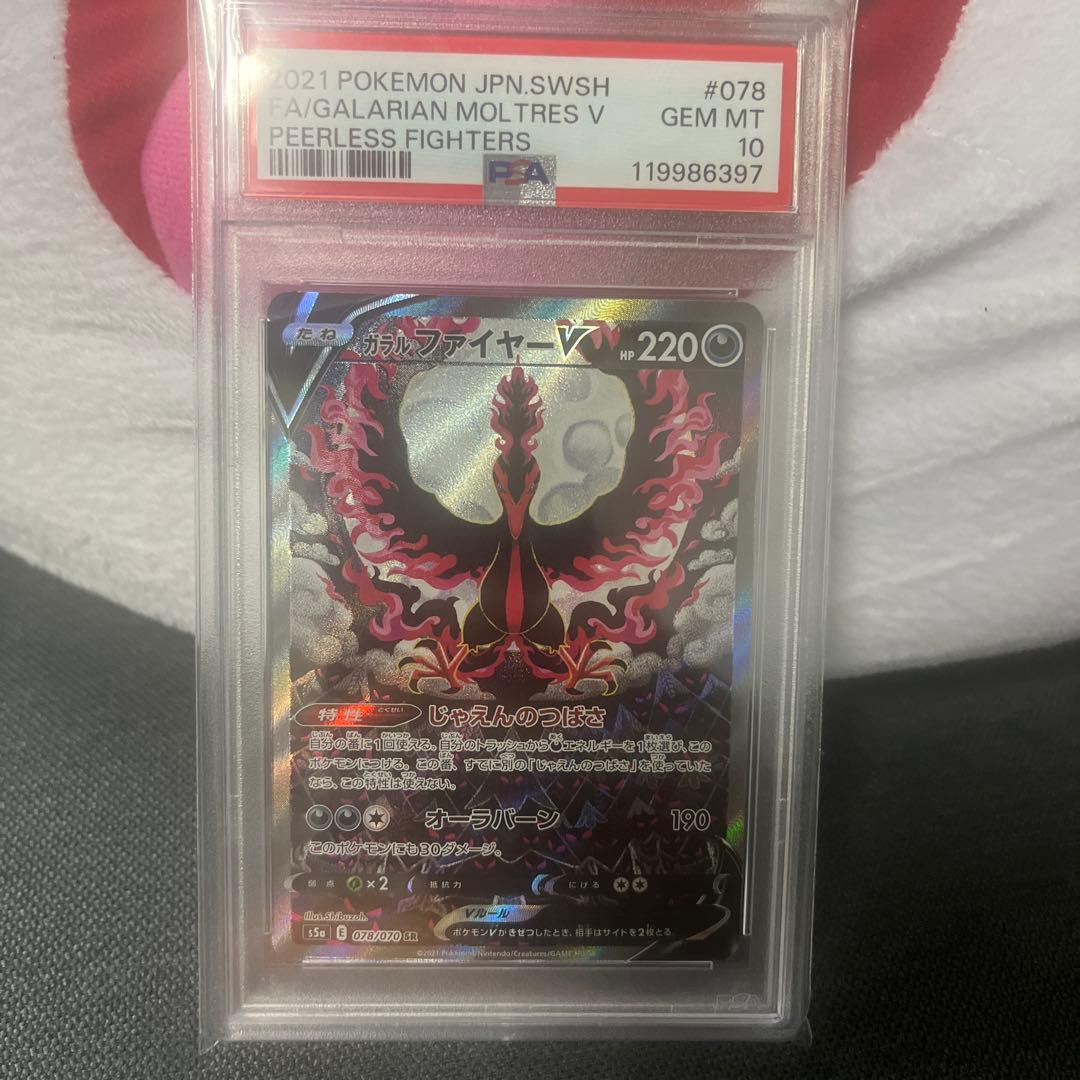 2021 POKEMON JPN.SWSH #078
FA/GALARIAN MOLTRES V GEM MT
PEERLESS FIGHTERS 10
PSA 119986397
たね ガラル ファイヤーV HP 220
特性 とくせい じゃえんのつばさ
自分の番に1回使える。自分のトラッシュからエネルギーを1枚選び、この
ポケモンにつける。この番、すでに別の「じゃえんのつばさ」を使っていた
なら、この特性は使えない。
オーラバーン 190
このポケモンにも30ダメージ。
弱点 ×2 抵抗力 にげる
Vルール
ポケモンVがきぜつしたとき、相手はサイドを2枚とる。
Illus.Shibuzoh.
s5a E 078/070 SR
©2021 Pokémon/Nintendo/Creatures/GAME FREAK